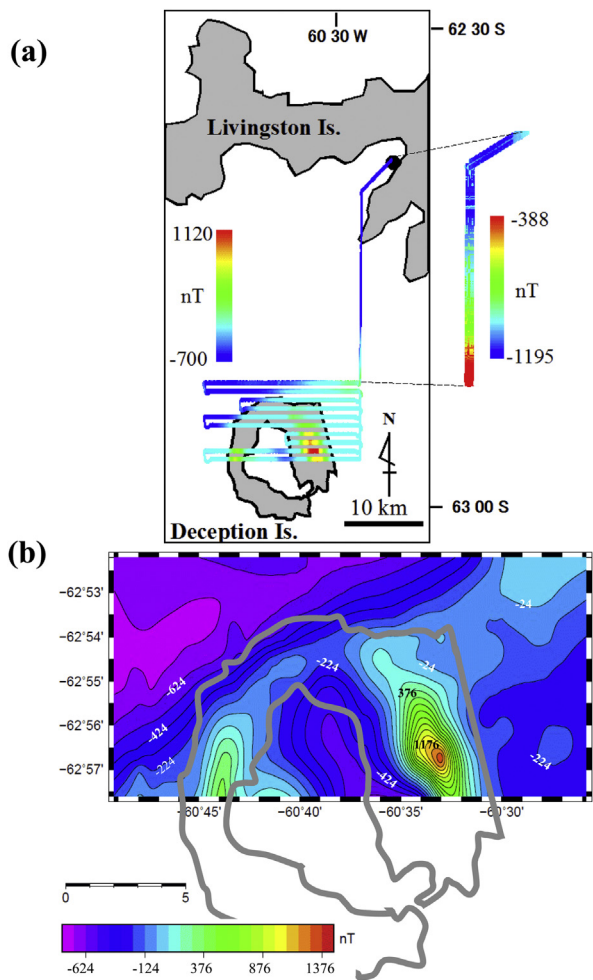 (a)
60 30 W
62 30 S
Livingston Is.
1120
nT
-700
-388
nT
-1195
N
10 km
63 00 S
Deception Is.
(b)
−62°53'
−62°54'
−62°55'
−62°56'
−62°57'
-24
-224
-24
-624
376
-424
1176
-224
-424
-224
−60°45'
−60°40'
−60°35'
−60°30'
0
5
nT
-624
-124
376
876
1376